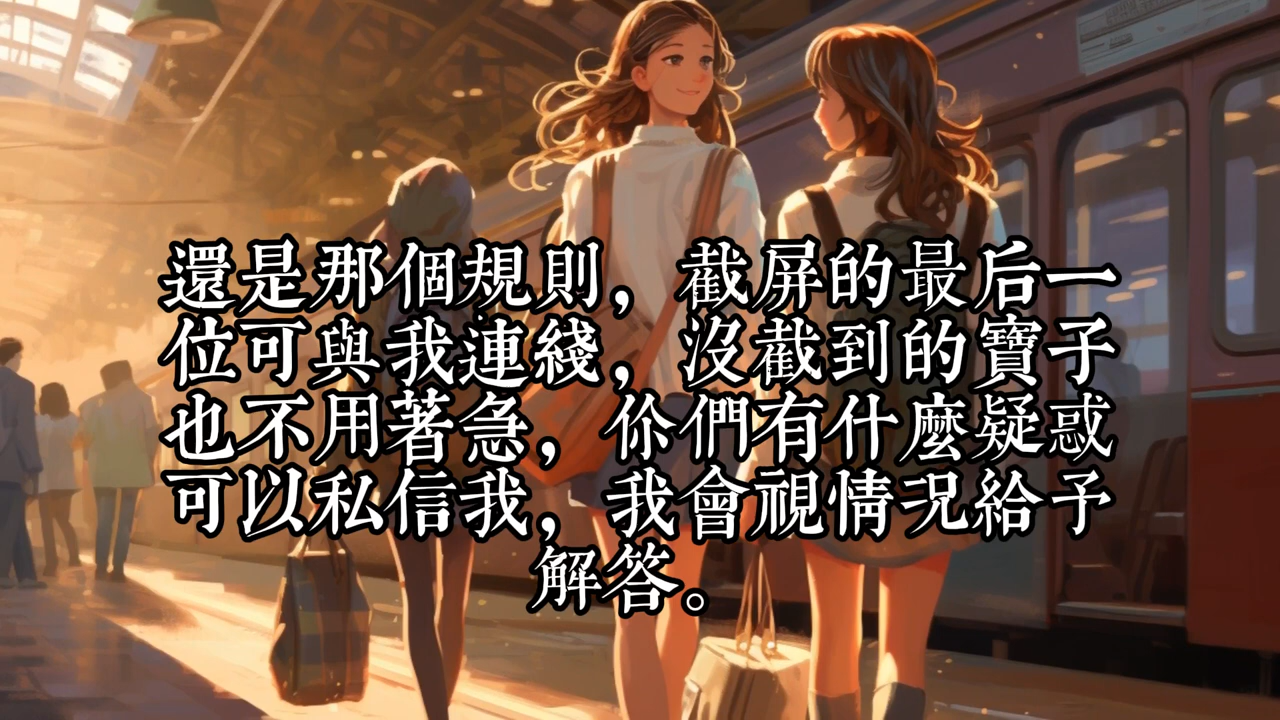 還是那個規則，截屏的最后一
位可與我連綫，沒截到的寶子
也不用著急，伱們有什麼疑惑
可以私信我，我會視情況給予
解答。